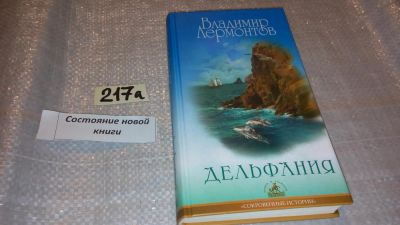 Владимир
Лермонтов
217а
Состояние новой
книги
ДЕЛЬФАНИЯ
"СОКРОВЕННЫЕ ИСТОРИИ"